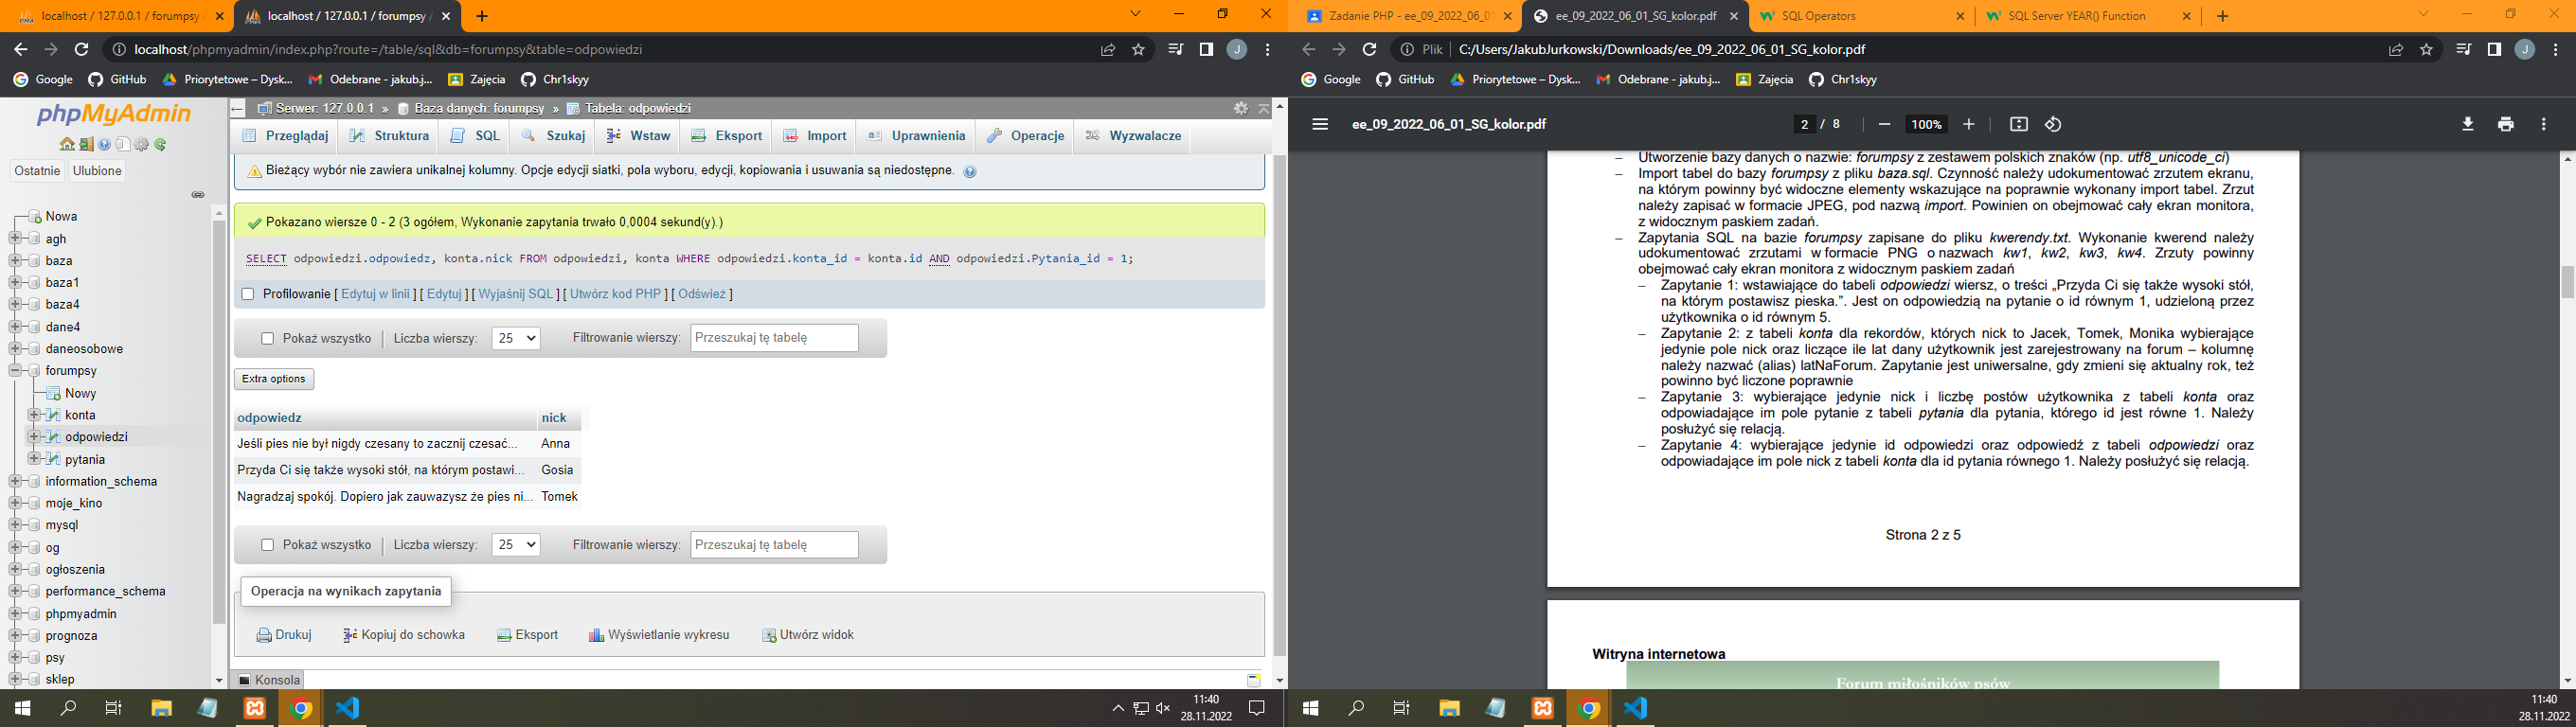 localhost / 127.0.0.1 / forumpsy /
localhost / 127.0.0.1 / forumpsy /
localhost/phpmyadmin/index.php?route=/table/sql&db=forumpsy&table=odpowiedzi
J
Google
GitHub
Priorytetowe – Dysk...
Odebrane - jakub.j...
Zajęcia
Chr1skyy
phpMyAdmin
Ostatnie
Ulubione
Nowa
agh
baza
baza1
baza4
dane4
daneosobowe
forumpsy
Nowy
konta
odpowiedzi
pytania
information_schema
moje_kino
mysql
og
ogłoszenia
performance_schema
phpmyadmin
prognoza
psy
sklep
Serwer: 127.0.0.1 » Baza danych: forumpsy » Tabela: odpowiedzi
Przeglądaj
Struktura
SQL
Szukaj
Wstaw
Eksport
Import
Uprawnienia
Operacje
Wyzwalacze
Bieżący wybór nie zawiera unikalnej kolumny. Opcje edycji siatki, pola wyboru, edycji, kopiowania i usuwania są niedostępne.
Pokazano wiersze 0 - 2 (3 ogółem, Wykonanie zapytania trwało 0,0004 sekund(y).)
SELECT odpowiedzi.odpowiedz, konta.nick FROM odpowiedzi, konta WHERE odpowiedzi.konta_id = konta.id AND odpowiedzi.Pytania_id = 1;
Profilowanie [ Edytuj w linii ] [ Edytuj ] [ Wyjaśnij SQL ] [ Utwórz kod PHP ] [ Odśwież ]
Pokaż wszystko
Liczba wierszy:
25
Filtrowanie wierszy:
Przeszukaj tę tabelę
Extra options
odpowiedz
nick
Jeśli pies nie był nigdy czesany to zacznij czesać...
Anna
Przyda Ci się także wysoki stół, na którym postawi...
Gosia
Nagradzaj spokój. Dopiero jak zauwazysz że pies ni...
Tomek
Pokaż wszystko
Liczba wierszy:
25
Filtrowanie wierszy:
Przeszukaj tę tabelę
Operacja na wynikach zapytania
Drukuj
Kopiuj do schowka
Eksport
Wyświetlanie wykresu
Utwórz widok
Konsola
11:40
28.11.2022
Zadanie PHP - ee_09_2022_06_01
ee_09_2022_06_01_SG_kolor.pdf
SQL Operators
SQL Server YEAR() Function
Plik
C:/Users/JakubJurkowski/Downloads/ee_09_2022_06_01_SG_kolor.pdf
J
Google
GitHub
Priorytetowe – Dysk...
Odebrane - jakub.j...
Zajęcia
Chr1skyy
ee_09_2022_06_01_SG_kolor.pdf
2 / 8
100%
– Utworzenie bazy danych o nazwie: forumpsy z zestawem polskich znaków (np. utf8_unicode_ci)
– Import tabel do bazy forumpsy z pliku baza.sql. Czynność należy udokumentować zrzutem ekranu,
na którym powinny być widoczne elementy wskazujące na poprawnie wykonany import tabel. Zrzut
należy zapisać w formacie JPEG, pod nazwą import. Powinien on obejmować cały ekran monitora,
z widocznym paskiem zadań.
– Zapytania SQL na bazie forumpsy zapisane do pliku kwerendy.txt. Wykonanie kwerend należy
udokumentować zrzutami w formacie PNG o nazwach kw1, kw2, kw3, kw4. Zrzuty powinny
obejmować cały ekran monitora z widocznym paskiem zadań
– Zapytanie 1: wstawiające do tabeli odpowiedzi wiersz, o treści „Przyda Ci się także wysoki stół,
na którym postawisz pieska.”. Jest on odpowiedzią na pytanie o id równym 1, udzieloną przez
użytkownika o id równym 5.
– Zapytanie 2: z tabeli konta dla rekordów, których nick to Jacek, Tomek, Monika wybierające
jedynie pole nick oraz liczące ile lat dany użytkownik jest zarejestrowany na forum – kolumnę
należy nazwać (alias) latNaForum. Zapytanie jest uniwersalne, gdy zmieni się aktualny rok, też
powinno być liczone poprawnie
– Zapytanie 3: wybierające jedynie nick i liczbę postów użytkownika z tabeli konta oraz
odpowiadające im pole pytanie z tabeli pytania dla pytania, którego id jest równe 1. Należy
posłużyć się relacją.
– Zapytanie 4: wybierające jedynie id odpowiedzi oraz odpowiedź z tabeli odpowiedzi oraz
odpowiadające im pole nick z tabeli konta dla id pytania równego 1. Należy posłużyć się relacją.
Strona 2 z 5
Witryna internetowa
Forum miłośników psów
11:40
28.11.2022